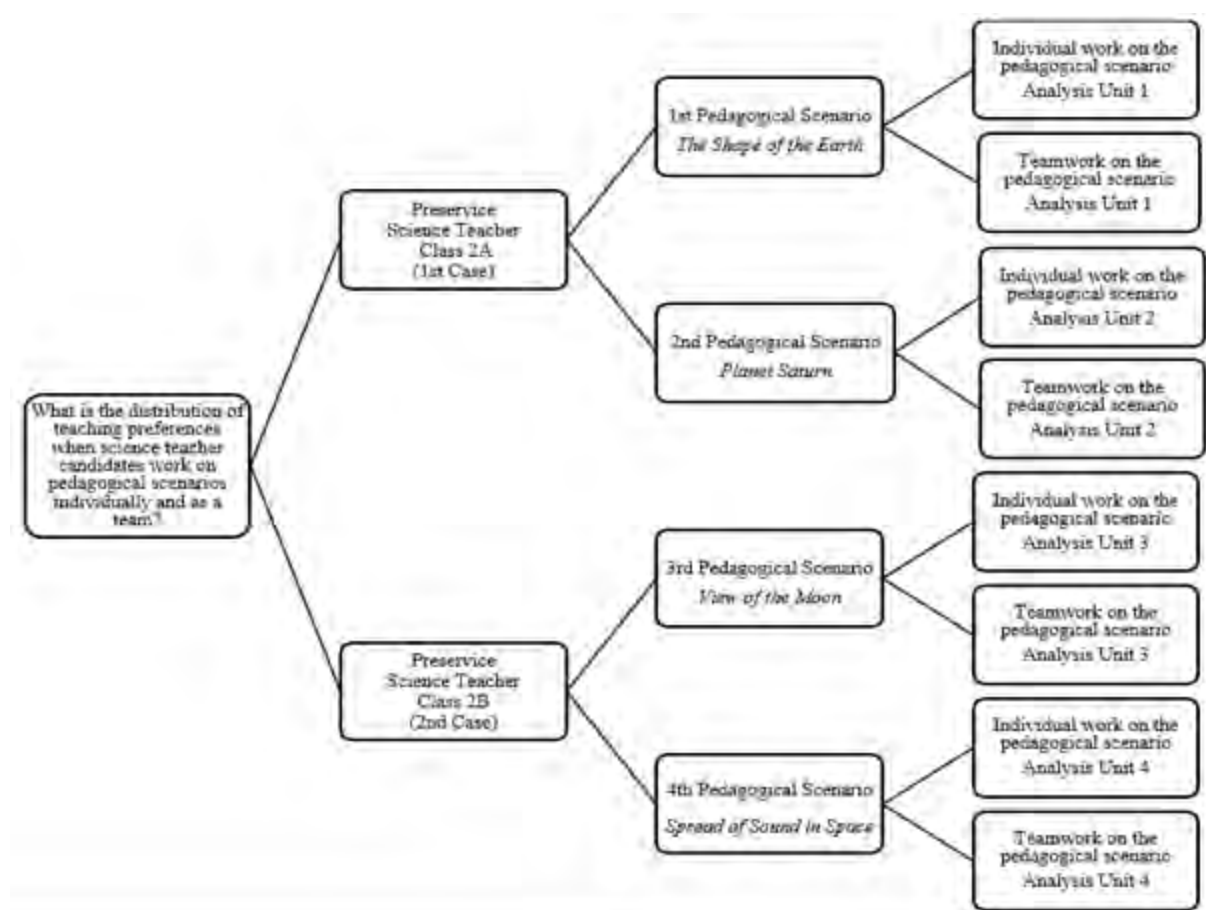 What is the distribution of
teaching preferences
when science teacher
candidates work on
pedagogical scenarios
individually and as a
team?
Preservice
Science Teacher
Class 2A
(1st Case)
1st Pedagogical Scenario
The Shape of the Earth
Individual work on the
pedagogical scenario
Analysis Unit 1
Teamwork on the
pedagogical scenario
Analysis Unit 1
2nd Pedagogical Scenario
Planet Saturn
Individual work on the
pedagogical scenario
Analysis Unit 2
Teamwork on the
pedagogical scenario
Analysis Unit 2
Preservice
Science Teacher
Class 2B
(2nd Case)
3rd Pedagogical Scenario
View of the Moon
Individual work on the
pedagogical scenario
Analysis Unit 3
Teamwork on the
pedagogical scenario
Analysis Unit 3
4th Pedagogical Scenario
Spread of Sound in Space
Individual work on the
pedagogical scenario
Analysis Unit 4
Teamwork on the
pedagogical scenario
Analysis Unit 4